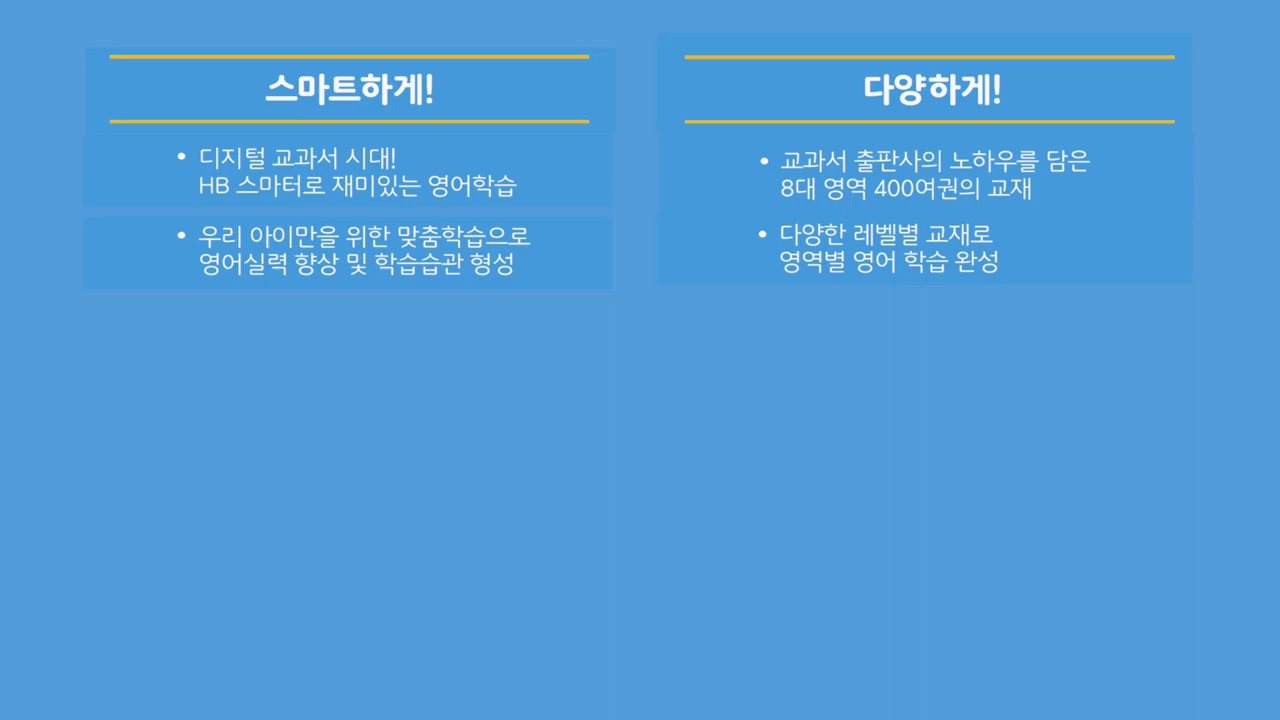 스마트하게!
• 디지털 교과서 시대!
HB 스마터로 재미있는 영어학습
• 우리 아이만을 위한 맞춤학습으로
영어실력 향상 및 학습습관 형성
다양하게!
• 교과서 출판사의 노하우를 담은
8대 영역 400여권의 교재
• 다양한 레벨별 교재로
영역별 영어 학습 완성